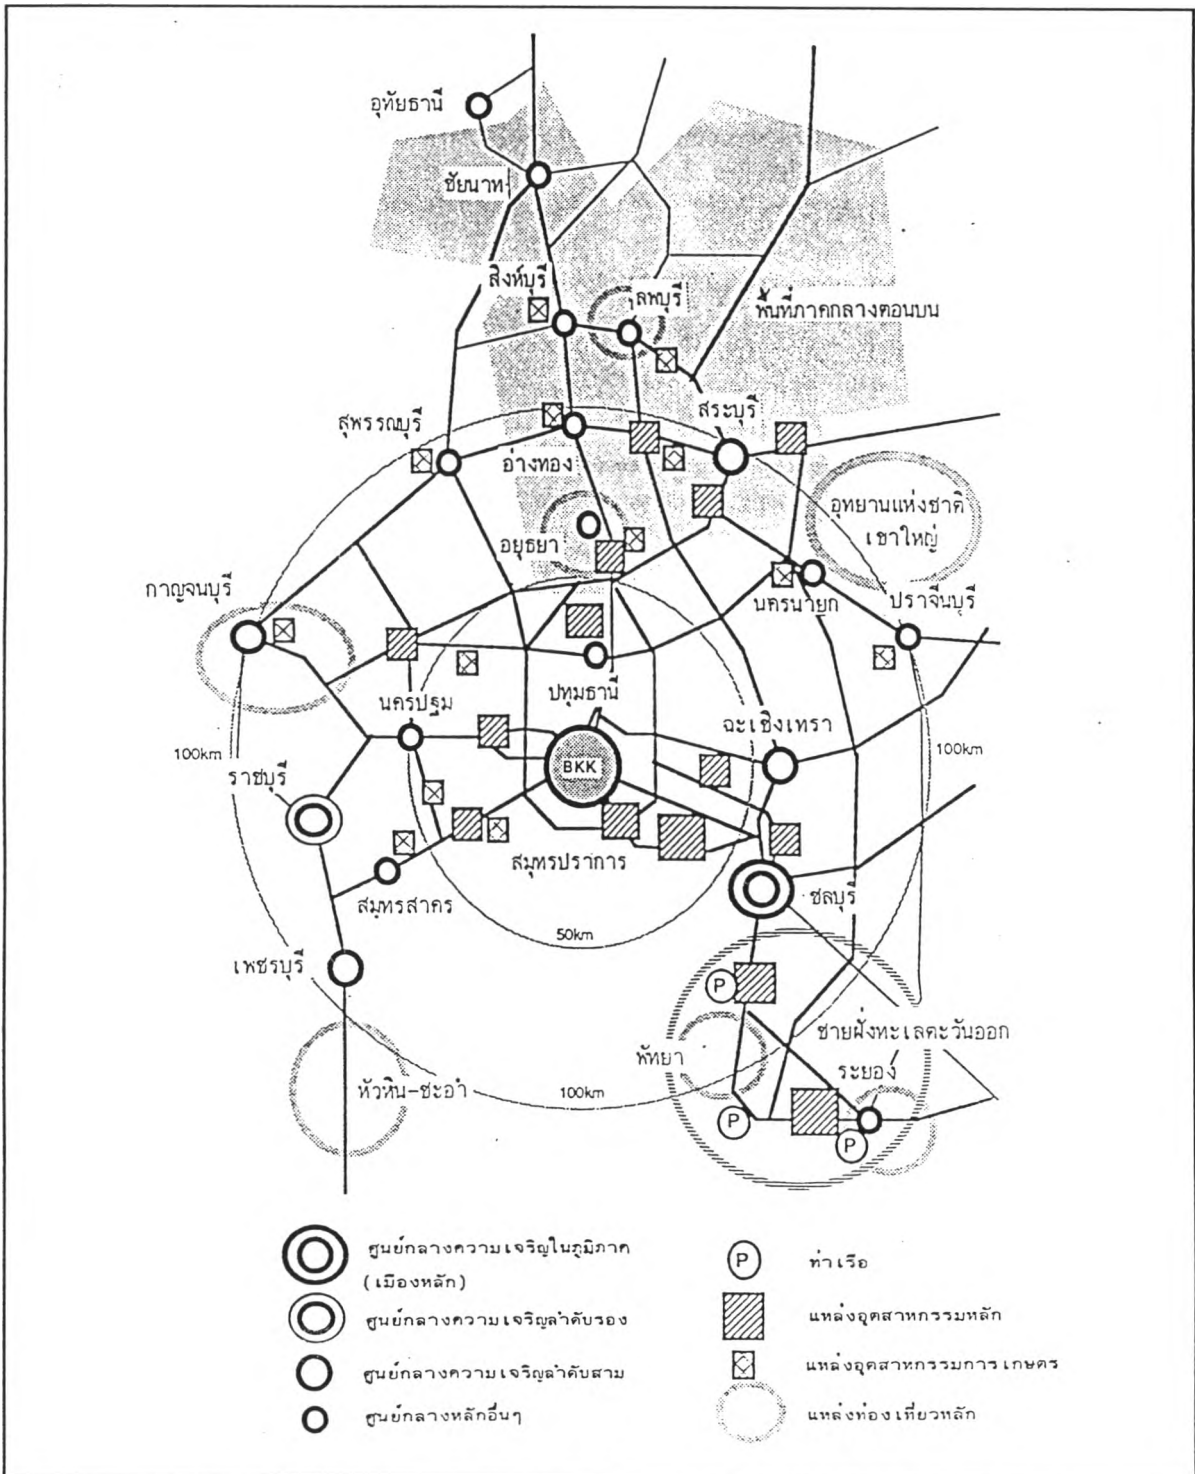 อุทัยธานี
ชัยนาท
สิงห์บุรี
ลพบุรี
พื้นที่ภาคกลางตอนบน
สระบุรี
สุพรรณบุรี
อ่างทอง
อุทยานแห่งชาติ
เขาใหญ่
อยุธยา
กาญจนบุรี
นครนายก
ปราจีนบุรี
ปทุมธานี
นครปฐม
ฉะเชิงเทรา
100km
100km
BKK
ราชบุรี
สมุทรปราการ
สมุทรสาคร
ชลบุรี
50km
เพชรบุรี
P
ชายฝั่งทะเลตะวันออก
พัทยา
ระยอง
หัวหิน-ชะอำ
100km
P
P
ศูนย์กลางความเจริญในภูมิภาค
(เมืองหลัก)
ศูนย์กลางความเจริญลำดับรอง
ศูนย์กลางความเจริญลำดับสาม
ศูนย์กลางหลักอื่นๆ
P ท่าเรือ
แหล่งอุตสาหกรรมหลัก
แหล่งอุตสาหกรรมการเกษตร
แหล่งท่องเที่ยวหลัก